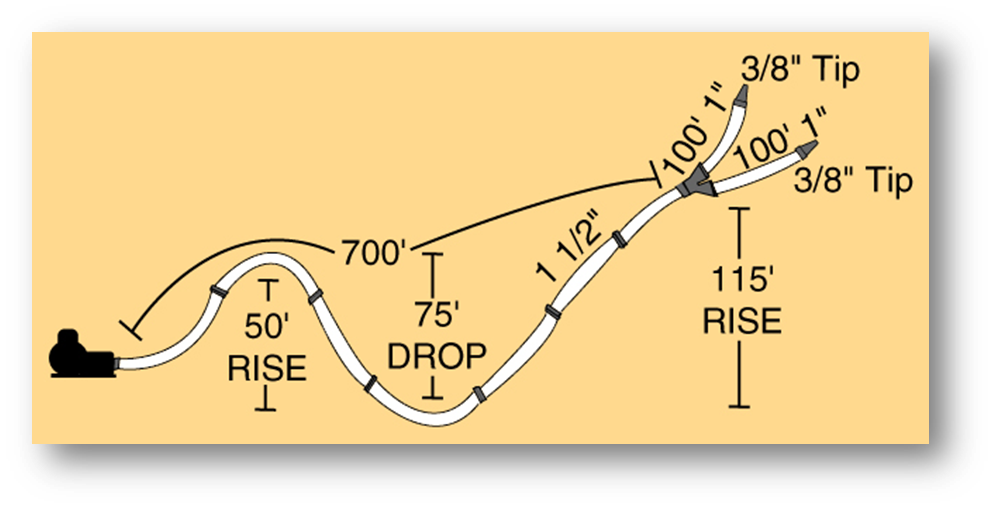 3/8" Tip
100' 1"
100' 1"
3/8" Tip
700'
1 1/2"
50'
RISE
75'
DROP
115'
RISE